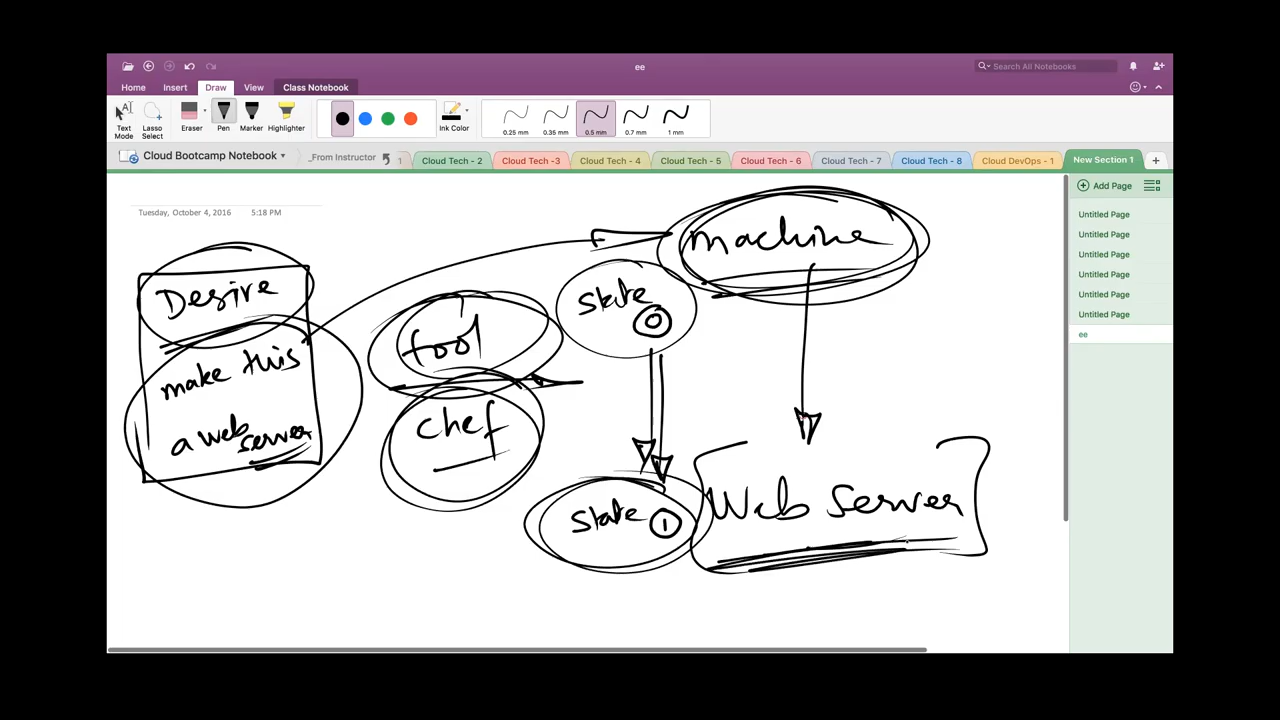 ee
Search All Notebooks
Home Insert Draw View Class Notebook
Text Mode
Lasso Select
Eraser
Pen
Marker
Highlighter
Ink Color
0.25 mm 0.35 mm 0.5 mm 0.7 mm 1 mm
Cloud Bootcamp Notebook
_From Instructor
1
Cloud Tech - 2
Cloud Tech -3
Cloud Tech - 4
Cloud Tech - 5
Cloud Tech - 6
Cloud Tech - 7
Cloud Tech - 8
Cloud DevOps - 1
New Section 1
Add Page
Untitled Page
Untitled Page
Untitled Page
Untitled Page
Untitled Page
Untitled Page
ee
Tuesday, October 4, 2016 5:18 PM
Desire
make this
a web server
tool
chef
State
0
State
1
machine
Web Server